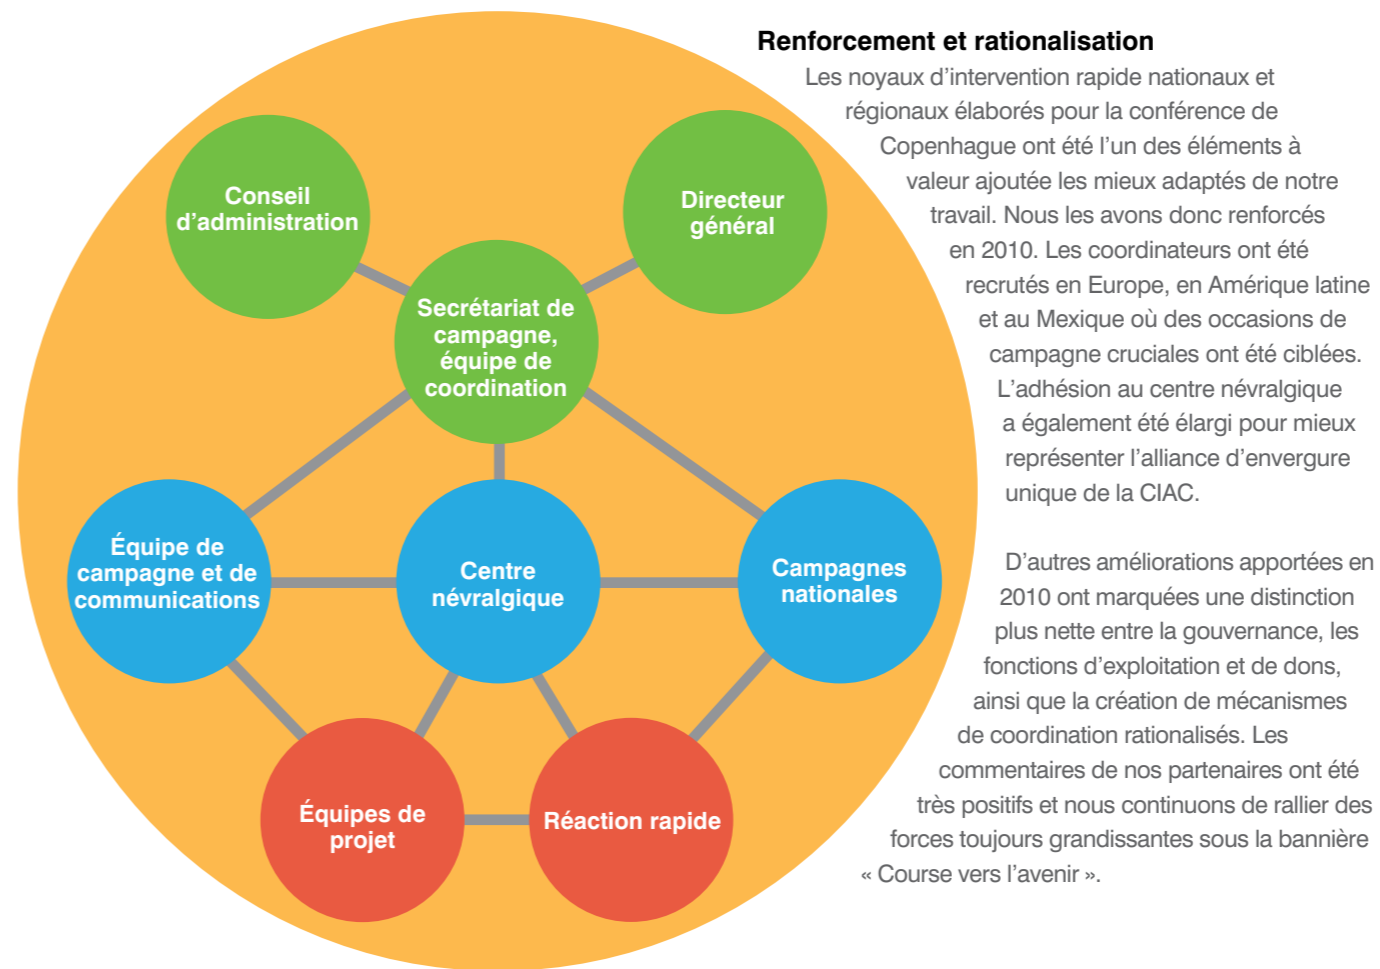 Renforcement et rationalisation
Les noyaux d’intervention rapide nationaux et
régionaux élaborés pour la conférence de
Copenhague ont été l’un des éléments à
valeur ajoutée les mieux adaptés de notre
travail. Nous les avons donc renforcés
en 2010. Les coordinateurs ont été
recrutés en Europe, en Amérique latine
et au Mexique où des occasions de
campagne cruciales ont été ciblées.
L’adhésion au centre névralgique
a également été élargi pour mieux
représenter l’alliance d’envergure
unique de la CIAC.
D’autres améliorations apportées en
2010 ont marquées une distinction
plus nette entre la gouvernance, les
fonctions d’exploitation et de dons,
ainsi que la création de mécanismes
de coordination rationalisés. Les
commentaires de nos partenaires ont été
très positifs et nous continuons de rallier des
forces toujours grandissantes sous la bannière
« Course vers l’avenir ».
Conseil
d’administration
Directeur
général
Secrétariat de
campagne,
équipe de
coordination
Équipe de
campagne et de
communications
Centre
névralgique
Campagnes
nationales
Équipes de
projet
Réaction rapide